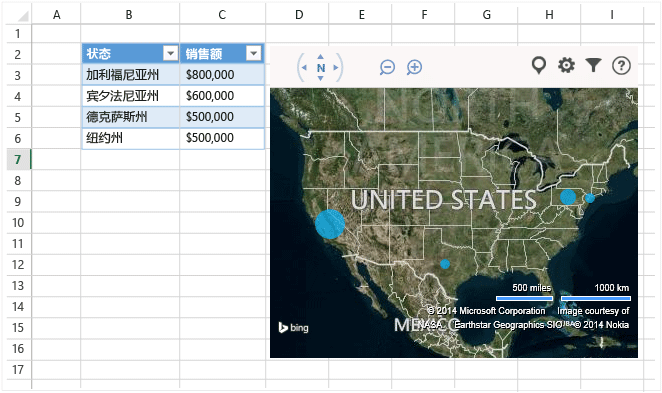 A B C D E F G H I
1
2 状态 销售额
3 加利福尼亚州 $800,000
4 宾夕法尼亚州 $600,000
5 德克萨斯州 $500,000
6 纽约州 $500,000
7
8
9
10
11
12
13
14
15
16
17
N
?
NORTH
UNITED STATES
500 miles 1000 km
© 2014 Microsoft Corporation Image courtesy of
NASA Earthstar Geographics SIO © 2014 Nokia
MEXICO
bing